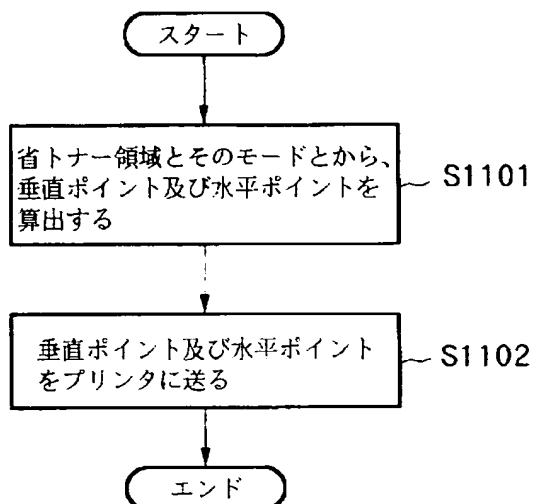 スタート
省トナー領域とそのモードとから、
垂直ポイント及び水平ポイントを
算出する
S1101
垂直ポイント及び水平ポイント
をプリンタに送る
S1102
エンド